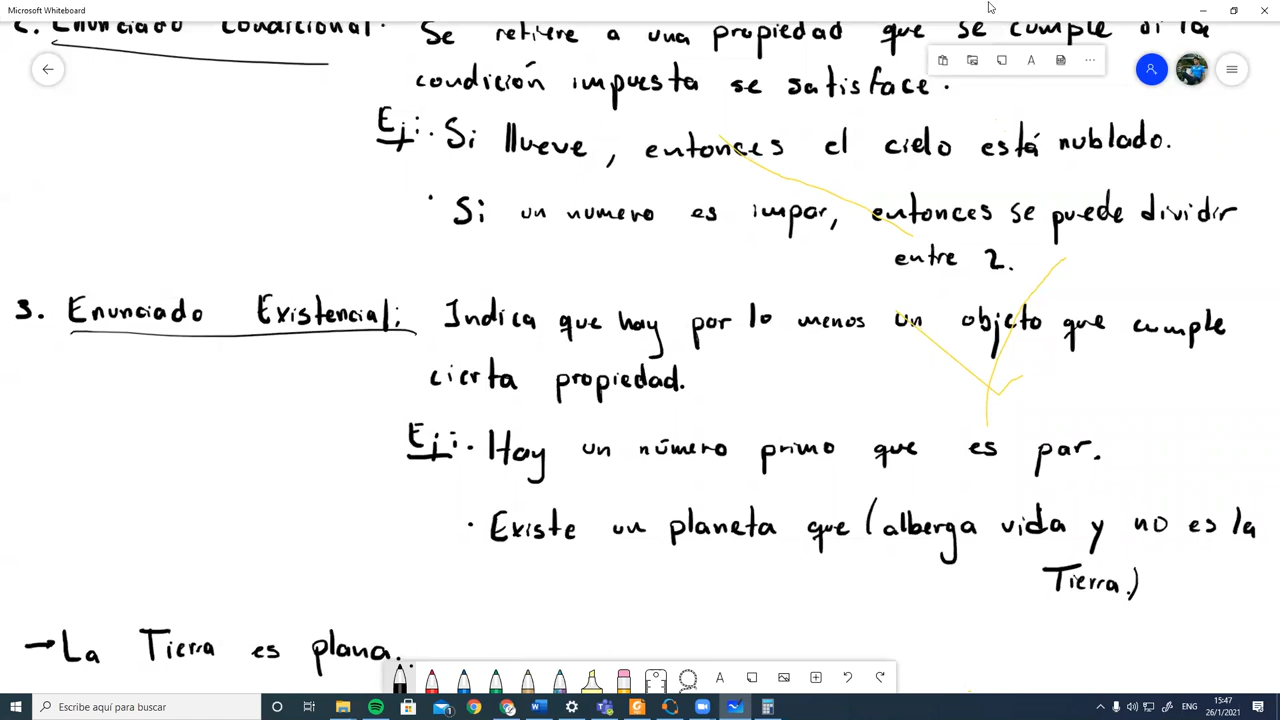 Microsoft Whiteboard
2. Enunciado Condicional: Se refiere a una propiedad que se cumple si la
condición impuesta se satisface.
Ej: · Si llueve, entonces el cielo está nublado.
· Si un numero es impar, entonces se puede dividir
entre 2.
3. Enunciado Existencial: Indica que hay por lo menos un objeto que cumple
cierta propiedad.
Ej: · Hay un número primo que es par.
· Existe un planeta que (alberga vida y no es la
Tierra.)
→ La Tierra es plana.
Escribe aquí para buscar
ESP
15:47
26/1/2021